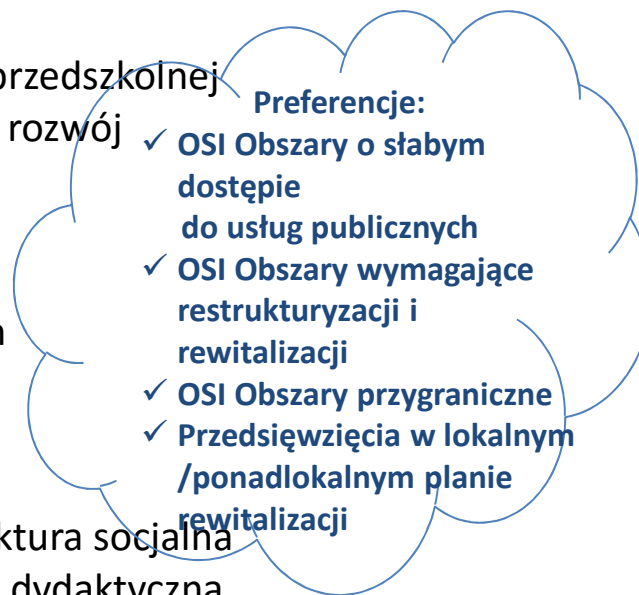 przedszkolnej
rozwój
Preferencje:
✓ OSI Obszary o słabym
dostępie
do usług publicznych
✓ OSI Obszary wymagające
restrukturyzacji i
rewitalizacji
✓ OSI Obszary przygraniczne
✓ Przedsięwzięcia w lokalnym
/ponadlokalnym planie
rewitalizacji
ktura socjalna
dydaktyczna